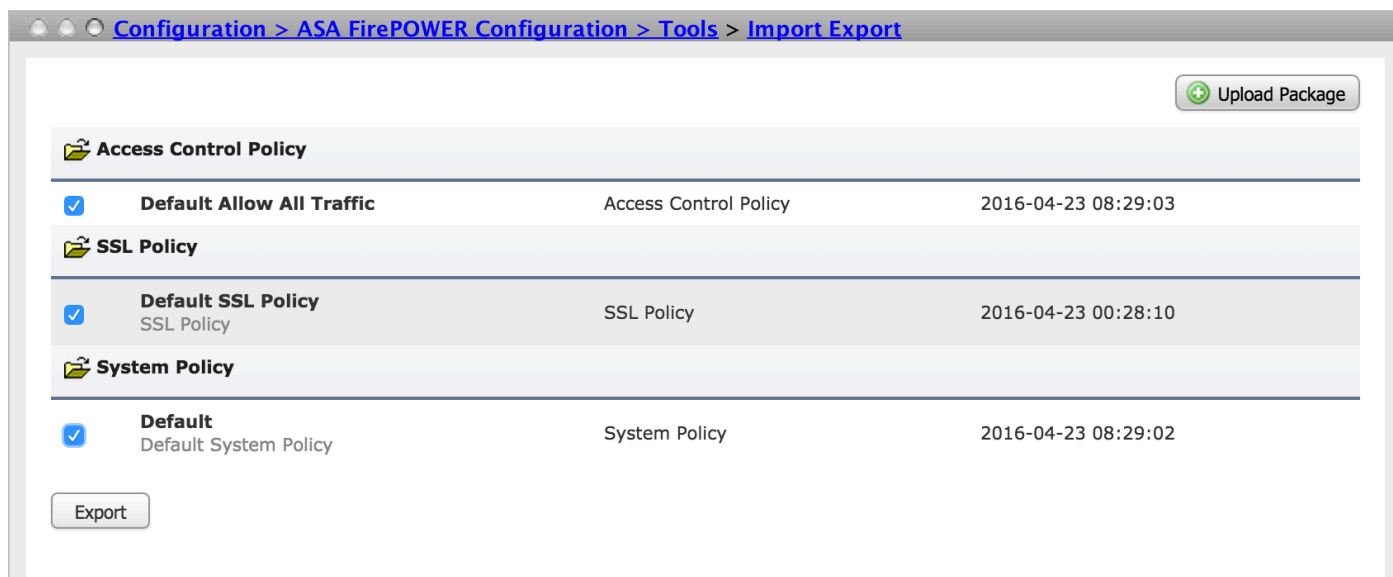 Configuration > ASA FirePOWER Configuration > Tools > Import Export
Upload Package
Access Control Policy
Default Allow All Traffic Access Control Policy 2016-04-23 08:29:03
SSL Policy
Default SSL Policy
SSL Policy SSL Policy 2016-04-23 00:28:10
System Policy
Default
Default System Policy System Policy 2016-04-23 08:29:02
Export